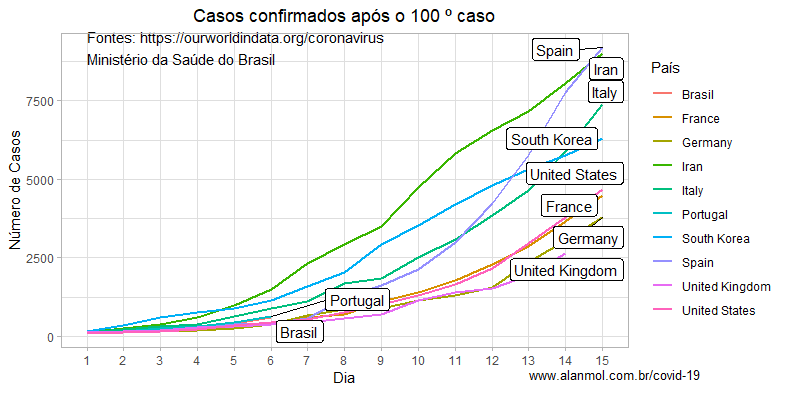 Casos confirmados após o 100 º caso
Fontes: https://ourworldindata.org/coronavirus
Ministério da Saúde do Brasil
Número de Casos
7500
5000
2500
0
Spain
Iran
Italy
South Korea
United States
France
Germany
United Kingdom
Portugal
Brasil
1 2 3 4 5 6 7 8 9 10 11 12 13 14 15
Dia
www.alanmol.com.br/covid-19
País
Brasil
France
Germany
Iran
Italy
Portugal
South Korea
Spain
United Kingdom
United States